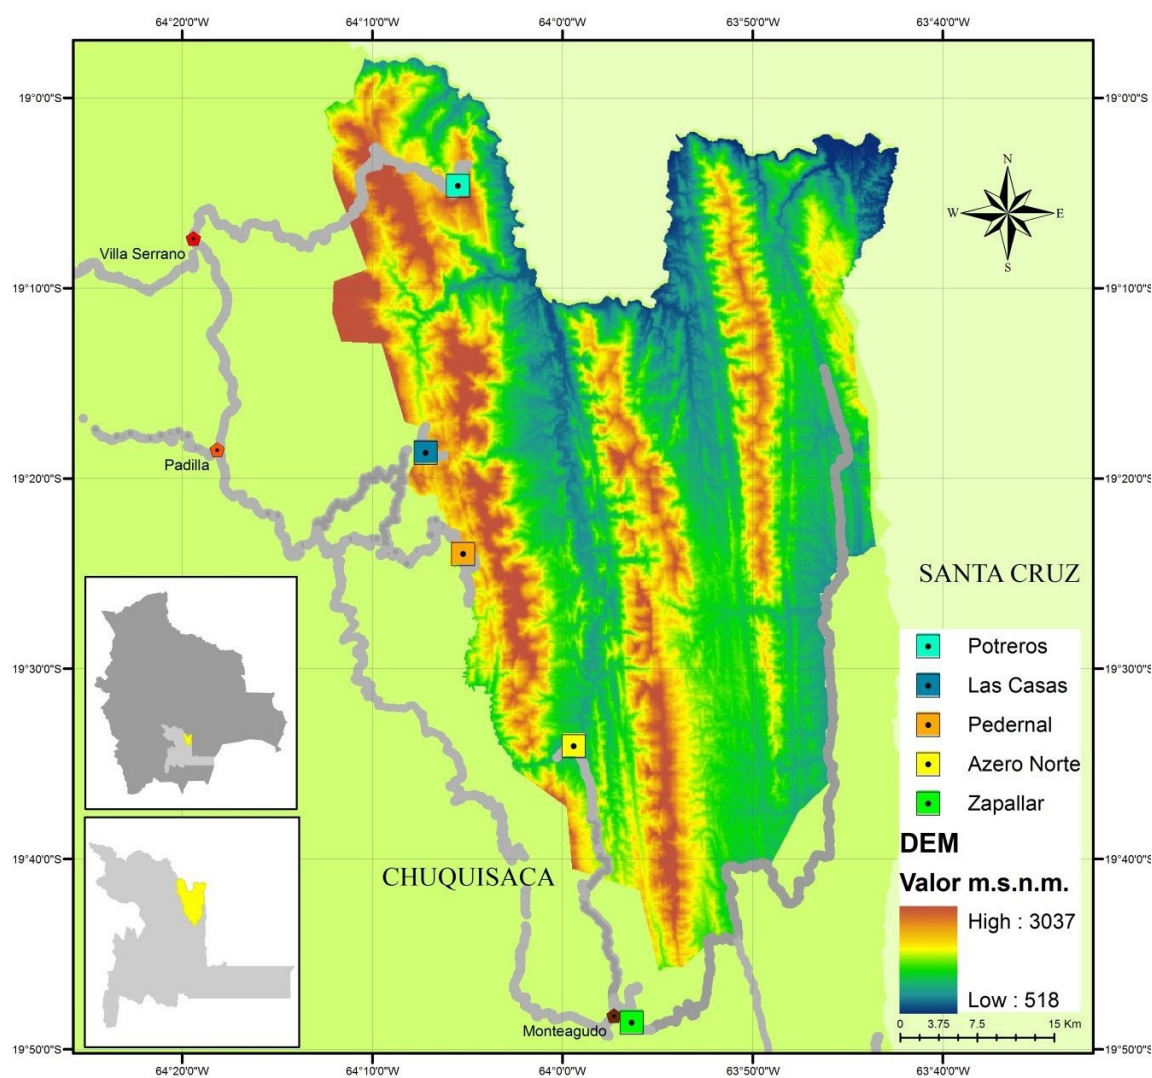 64°20'0"W 64°10'0"W 64°0'0"W 63°50'0"W 63°40'0"W
19°0'0"S 19°0'0"S
N
W E
S
Villa Serrano
19°10'0"S 19°10'0"S
Padilla
19°20'0"S 19°20'0"S
SANTA CRUZ
Potreros
19°30'0"S 19°30'0"S
Las Casas
Pedernal
Azero Norte
Zapallar
19°40'0"S 19°40'0"S
DEM
CHUQUISACA
Valor m.s.n.m.
High : 3037
Low : 518
0 3.75 7.5 15 Km
Monteagudo
19°50'0"S 19°50'0"S
64°20'0"W 64°10'0"W 64°0'0"W 63°50'0"W 63°40'0"W